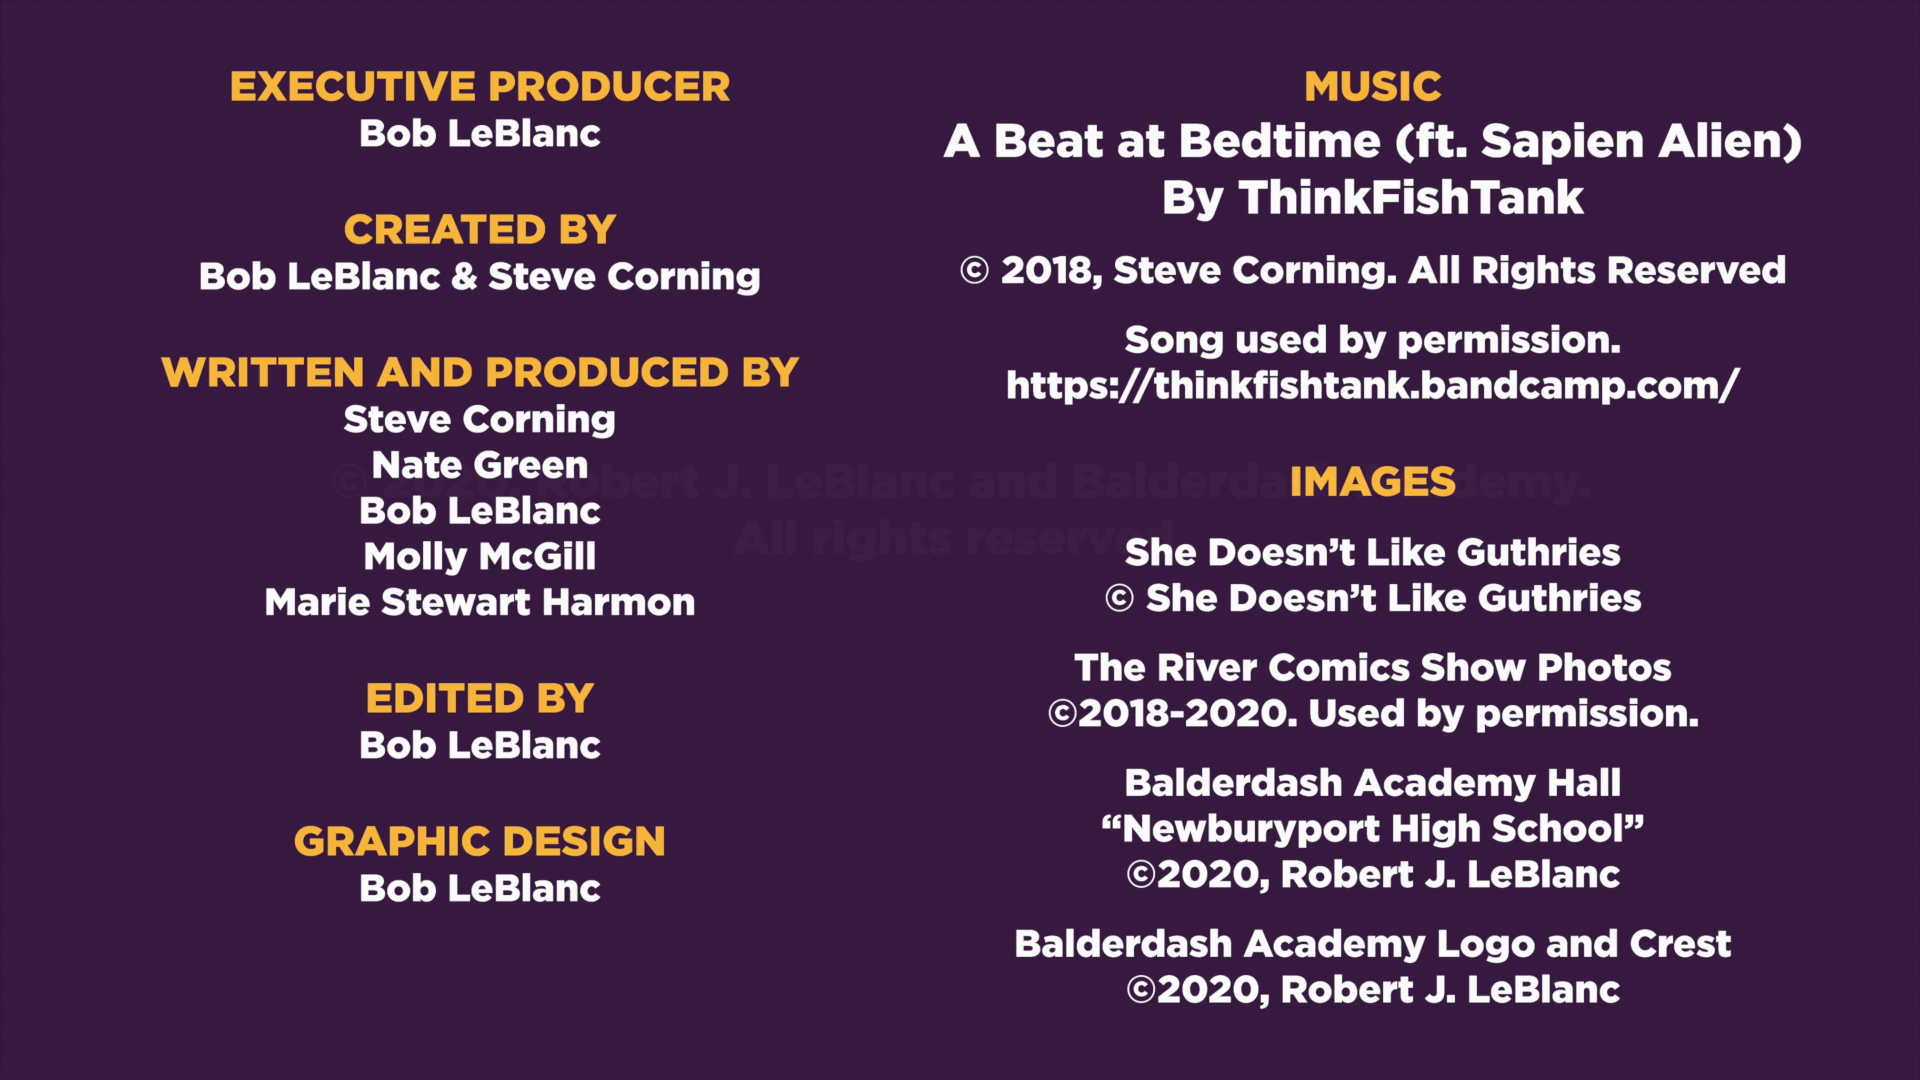 EXECUTIVE PRODUCER
Bob LeBlanc
CREATED BY
Bob LeBlanc & Steve Corning
WRITTEN AND PRODUCED BY
Steve Corning
Nate Green
Bob LeBlanc
Molly McGill
Marie Stewart Harmon
EDITED BY
Bob LeBlanc
GRAPHIC DESIGN
Bob LeBlanc
MUSIC
A Beat at Bedtime (ft. Sapien Alien)
By ThinkFishTank
© 2018, Steve Corning. All Rights Reserved
Song used by permission.
https://thinkfishtank.bandcamp.com/
IMAGES
She Doesn’t Like Guthries
© She Doesn’t Like Guthries
The River Comics Show Photos
©2018-2020. Used by permission.
Balderdash Academy Hall
“Newburyport High School”
©2020, Robert J. LeBlanc
Balderdash Academy Logo and Crest
©2020, Robert J. LeBlanc
J. LeBlanc and
All rights